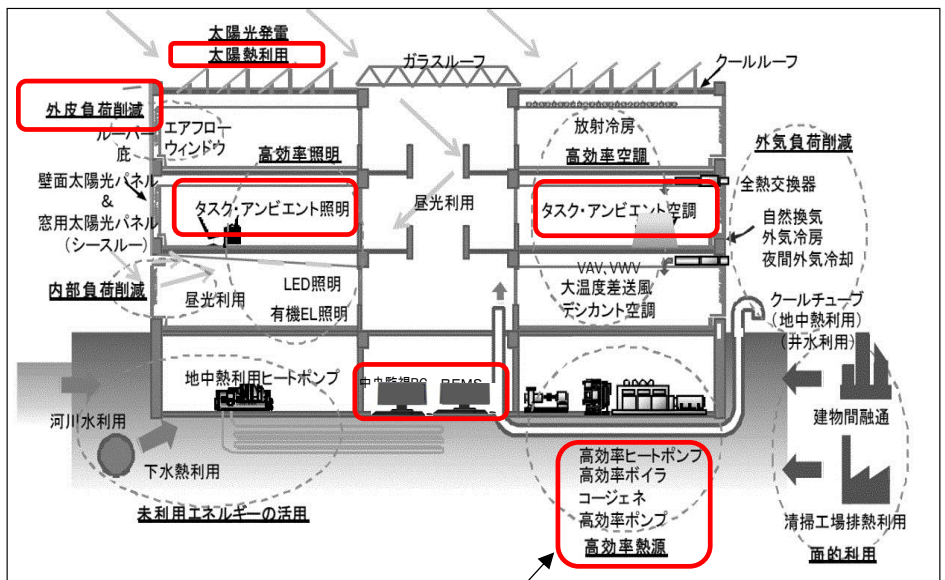 太陽光発電
太陽熱利用
ガラスルーフ
クールルーフ
外皮負荷削減
ルーバー
庇
エアフロー
ウィンドウ
高効率照明
放射冷房
高効率空調
外気負荷削減
壁面太陽光パネル
&
窓用太陽光パネル
(シースルー)
タスク・アンビエント照明
昼光利用
タスク・アンビエント空調
全熱交換器
自然換気
外気冷房
夜間外気冷却
内部負荷削減
昼光利用
LED照明
有機EL照明
VAV、VWV
大温度差送風
デシカント空調
クールチューブ
(地中熱利用)
(井水利用)
地中熱利用ヒートポンプ
中央監視PC
BEMS
河川水利用
下水熱利用
未利用エネルギーの活用
高効率ヒートポンプ
高効率ボイラ
コージェネ
高効率ポンプ
高効率熱源
建物間融通
清掃工場排熱利用
面的利用